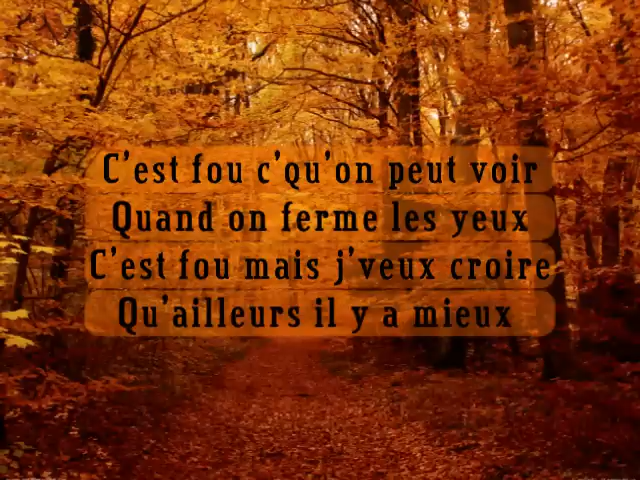 C'est fou c'qu'on peut voir
Quand on ferme les yeux
C'est fou mais j'veux croire
Qu'ailleurs il y a mieux